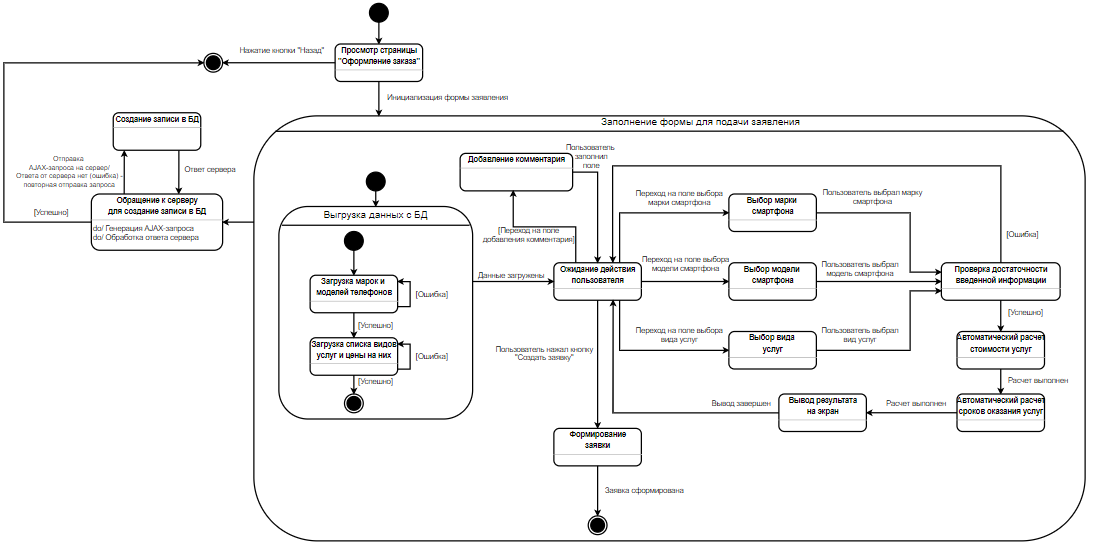 Нажатие кнопки "Назад"
Просмотр страницы
"Оформление заказа"
Инициализация формы заявления
Создание записи в БД
Отправка
AJAX-запроса на сервер/
Ответа от сервера нет (ошибка) -
повторная отправка запроса
Ответ сервера
Обращение к серверу
для создание записи в БД
do/ Генерация AJAX-запроса
do/ Обработка ответа сервера
[Успешно]
Заполнение формы для подачи заявления
Выгрузка данных с БД
Загрузка марок и
моделей телефонов
[Ошибка]
[Успешно]
Загрузка списка видов
услуг и цены на них
[Ошибка]
[Успешно]
Данные загружены
Добавление комментария
Пользователь
заполнил
поле
[Переход на поле
добавления комментария]
Ожидание действия
пользователя
Переход на поле выбора
марки смартфона
Выбор марки
смартфона
Пользователь выбрал марку
смартфона
Переход на поле выбора
модели смартфона
Выбор модели
смартфона
Пользователь выбрал
модель смартфона
Переход на поле выбора
вида услуг
Выбор вида
услуг
Пользователь выбрал
вид услуг
[Ошибка]
Проверка достаточности
введенной информации
[Успешно]
Автоматический расчет
стоимости услуг
Расчет выполнен
Автоматический расчет
сроков оказания услуг
Расчет выполнен
Вывод результата
на экран
Вывод завершен
Пользователь нажал кнопку
"Создать заявку"
Формирование
заявки
Заявка сформирована